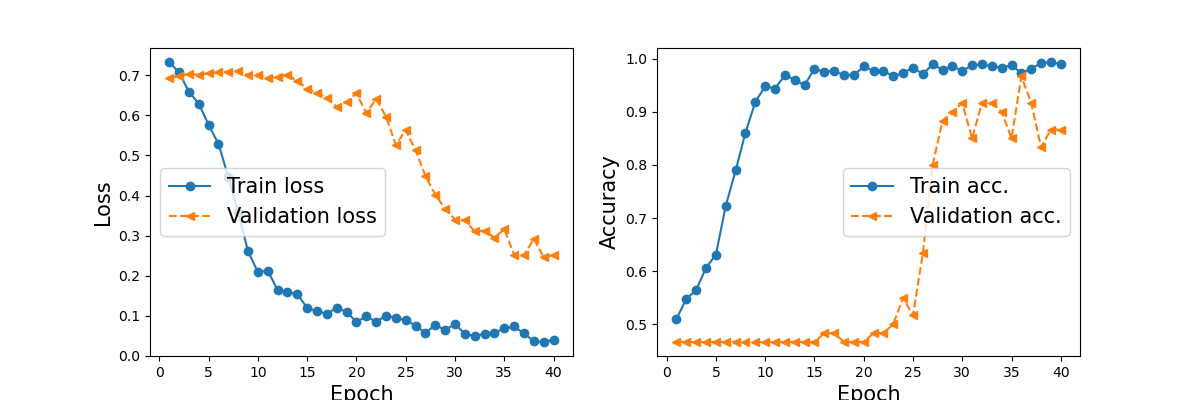 0.7
0.6
0.5
0.4
0.3
0.2
0.1
0.0
Loss
Train loss
Validation loss
0 5 10 15 20 25 30 35 40
Epoch
1.0
0.9
0.8
0.7
0.6
0.5
Accuracy
Train acc.
Validation acc.
0 5 10 15 20 25 30 35 40
Epoch